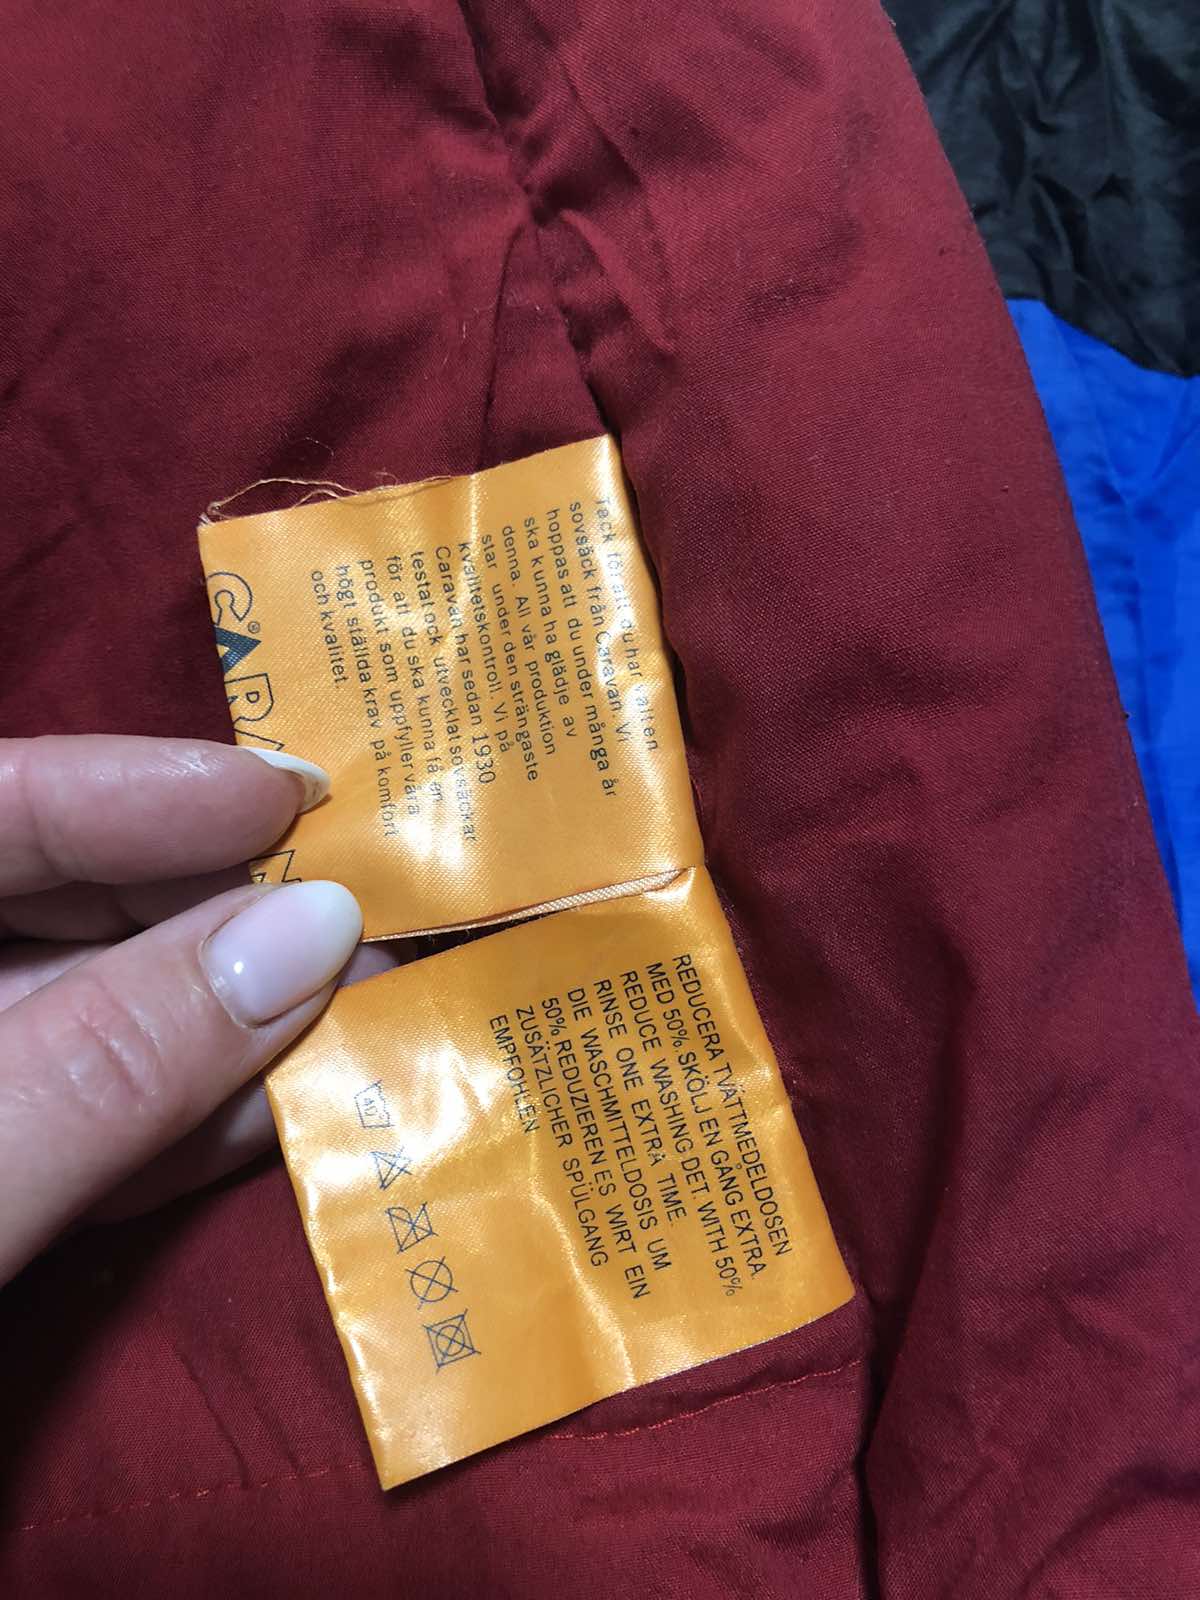 Tack för att du har valt en
sovsäck från Caravan. Vi
hoppas att du under många år
ska kunna ha glädje av
denna. All vår produktion
står under den strängaste
kvalitetskontroll. Vi på
Caravan har sedan 1930
testat ock utvecklat sovsäckar
för att du ska kunna få en
produkt som uppfyller våra
högt ställda krav på komfort
och kvalitet.
REDUCERA TVÄTTMEDELDOSEN
MED 50%. SKÖLJ EN GÅNG EXTRA.
REDUCE WASHING DET. WITH 50%
RINSE ONE EXTRA TIME.
DIE WASCHMITTELDOSIS UM
50% REDUZIEREN ES WIRT EIN
ZUSÄTZLICHER SPÜLGANG
EMPFOHLEN
40°